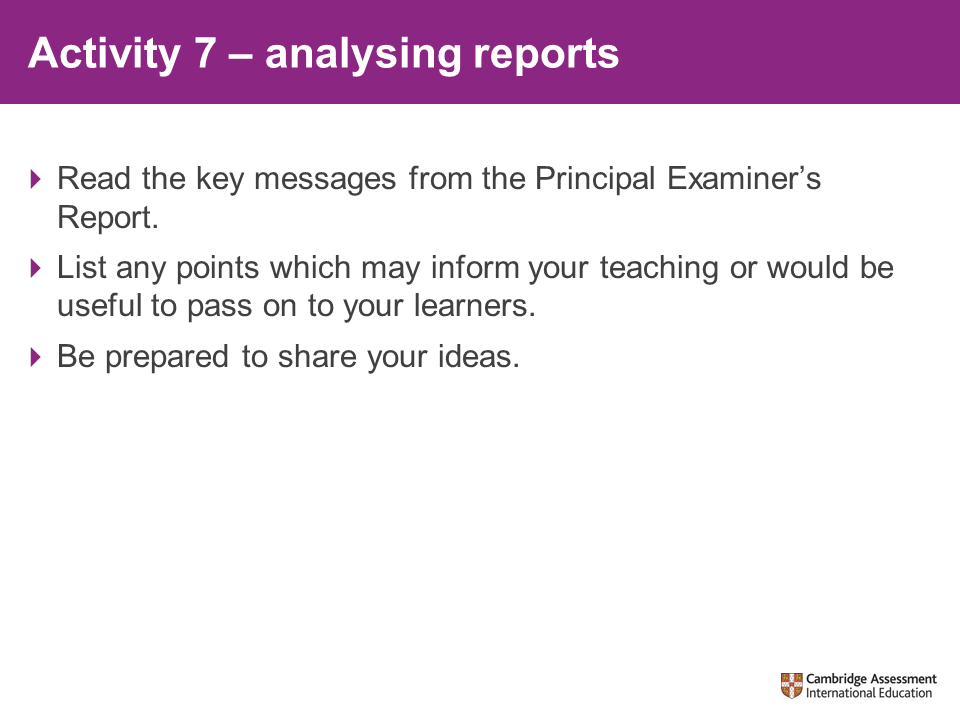 Activity 7 – analysing reports
Read the key messages from the Principal Examiner’s
Report.
List any points which may inform your teaching or would be
useful to pass on to your learners.
Be prepared to share your ideas.
Cambridge Assessment
International Education